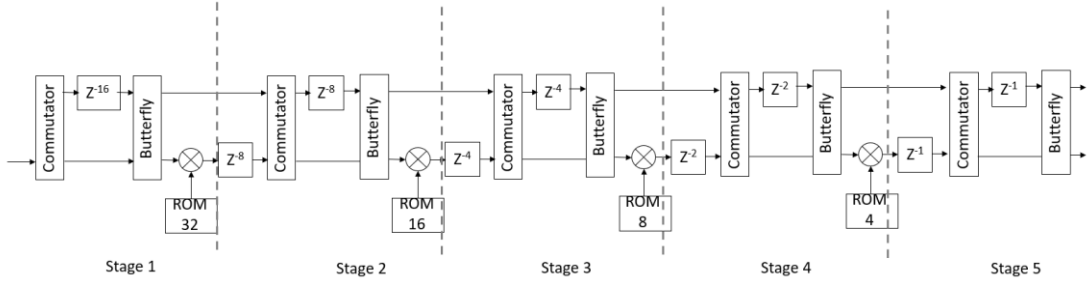 Commutator
Z-16
Butterfly
ROM
32
Z-8
Commutator
Z-8
Butterfly
ROM
16
Z-4
Commutator
Z-4
Butterfly
ROM
8
Z-2
Commutator
Z-2
Butterfly
ROM
4
Z-1
Commutator
Z-1
Butterfly
Stage 1
Stage 2
Stage 3
Stage 4
Stage 5